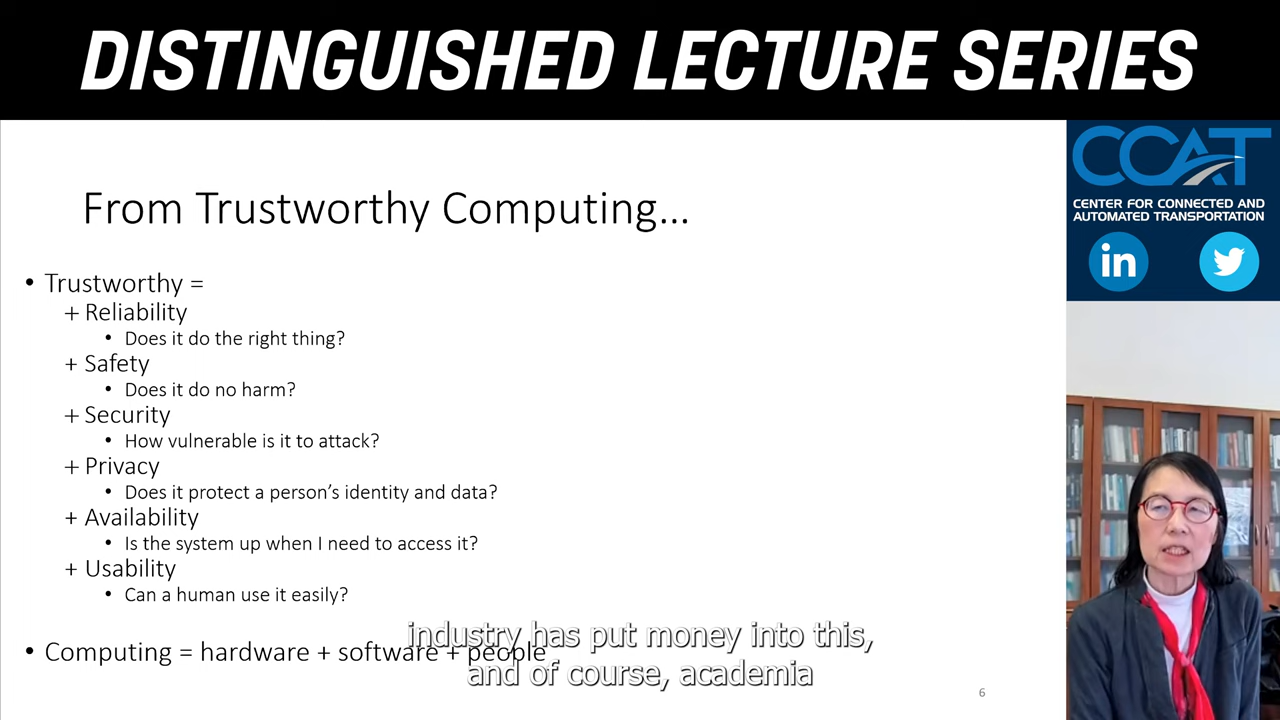 DISTINGUISHED LECTURE SERIES
CCAT
CENTER FOR CONNECTED AND
AUTOMATED TRANSPORTATION
in
From Trustworthy Computing...
• Trustworthy =
+ Reliability
• Does it do the right thing?
+ Safety
• Does it do no harm?
+ Security
• How vulnerable is it to attack?
+ Privacy
• Does it protect a person's identity and data?
+ Availability
• Is the system up when I need to access it?
+ Usability
• Can a human use it easily?
• Computing = hardware + software + people
industry has put money into this,
and of course, academia
6